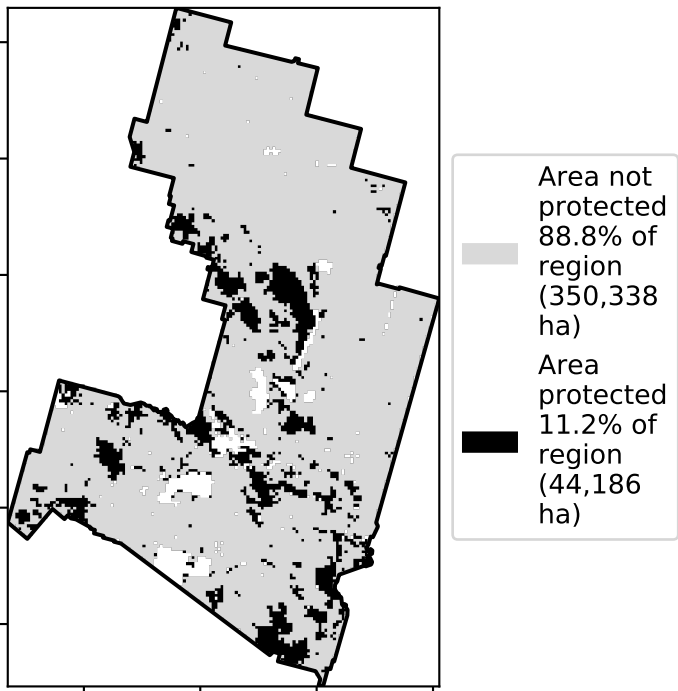 Area not
protected
88.8% of
region
(350,338
ha)
Area
protected
11.2% of
region
(44,186
ha)